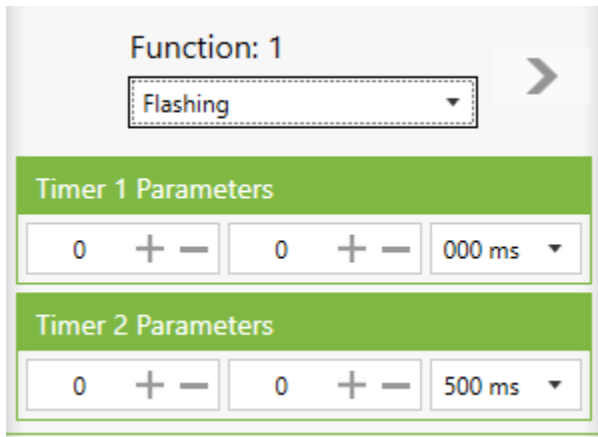 Function: 1
Flashing
Timer 1 Parameters
0 + − 0 + − 000 ms
Timer 2 Parameters
0 + − 0 + − 500 ms